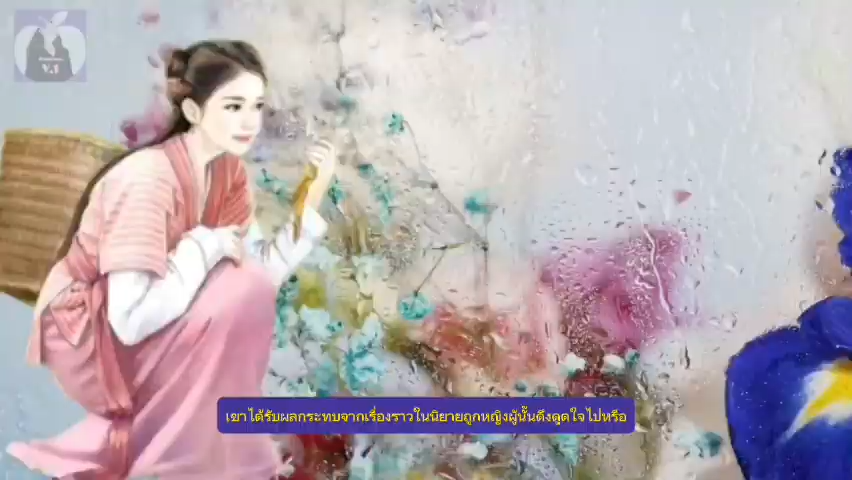 V.1
เขาได้รับผลกระทบจากเรื่องราวในนิยายถูกหญิงผู้นั้นดึงดูดใจไปหรือ